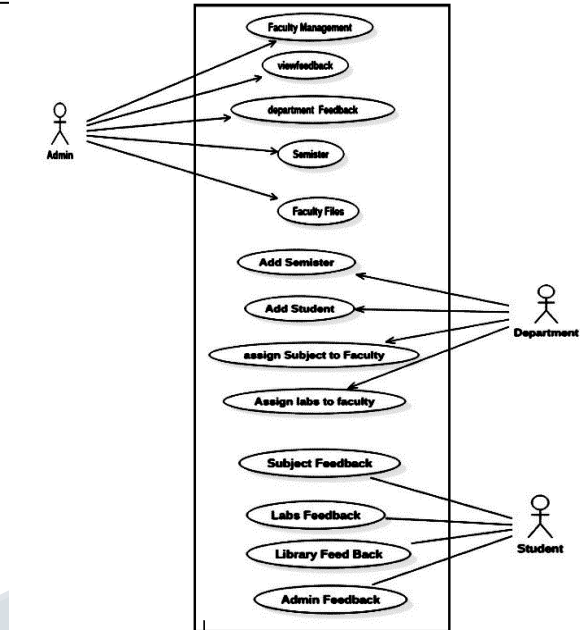 Faculty Management
viewfeedback
department Feedback
Admin
Semister
Faculty Files
Add Semister
Add Student
Department
assign Subject to Faculty
Assign labs to faculty
Subject Feedback
Labs Feedback
Student
Library Feed Back
Admin Feedback